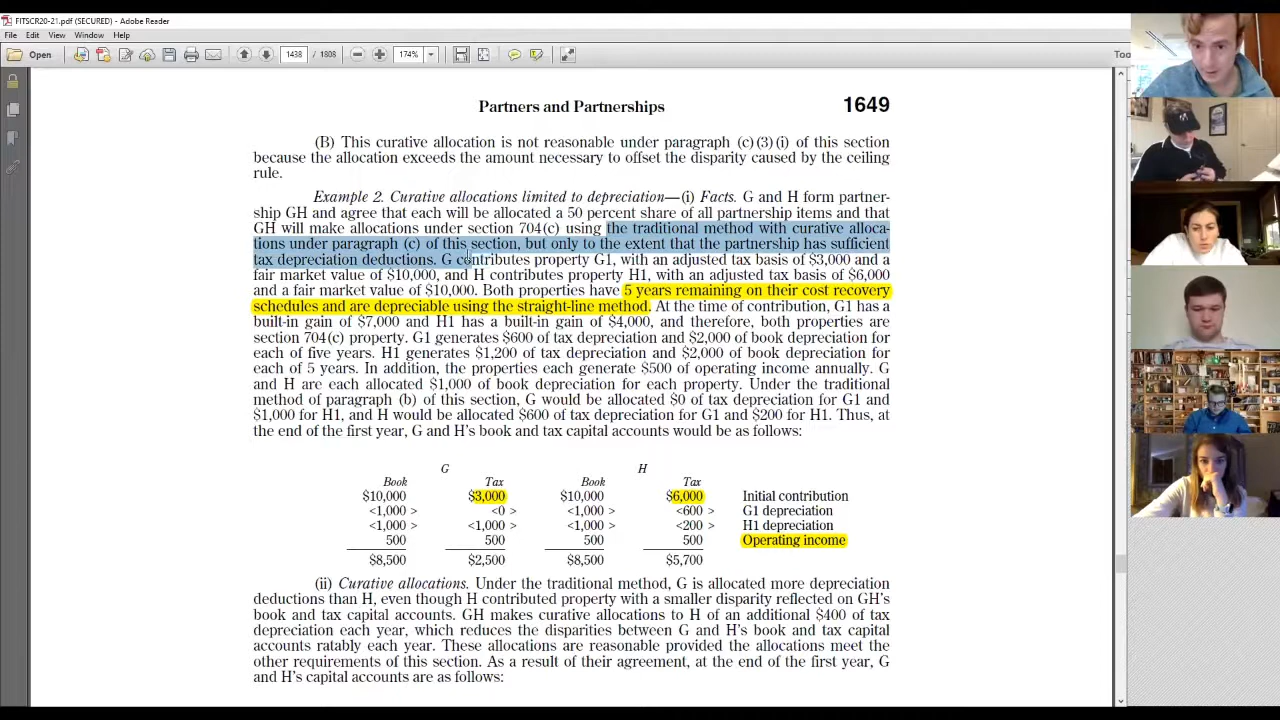 FITSCR20-21.pdf (SECURED) - Adobe Reader
File Edit View Window Help
Open 1438 / 1808 174% Too
Partners and Partnerships 1649
(B) This curative allocation is not reasonable under paragraph (c)(3)(i) of this section
because the allocation exceeds the amount necessary to offset the disparity caused by the ceiling
rule.
Example 2. Curative allocations limited to depreciation—(i) Facts. G and H form partner-
ship GH and agree that each will be allocated a 50 percent share of all partnership items and that
GH will make allocations under section 704(c) using the traditional method with curative alloca-
tions under paragraph (c) of this section, but only to the extent that the partnership has sufficient
tax depreciation deductions. G contributes property G1, with an adjusted tax basis of $3,000 and a
fair market value of $10,000, and H contributes property H1, with an adjusted tax basis of $6,000
and a fair market value of $10,000. Both properties have 5 years remaining on their cost recovery
schedules and are depreciable using the straight-line method. At the time of contribution, G1 has a
built-in gain of $7,000 and H1 has a built-in gain of $4,000, and therefore, both properties are
section 704(c) property. G1 generates $600 of tax depreciation and $2,000 of book depreciation for
each of five years. H1 generates $1,200 of tax depreciation and $2,000 of book depreciation for
each of 5 years. In addition, the properties each generate $500 of operating income annually. G
and H are each allocated $1,000 of book depreciation for each property. Under the traditional
method of paragraph (b) of this section, G would be allocated $0 of tax depreciation for G1 and
$1,000 for H1, and H would be allocated $600 of tax depreciation for G1 and $200 for H1. Thus, at
the end of the first year, G and H's book and tax capital accounts would be as follows:
G H
Book Tax Book Tax
$10,000 $3,000 $10,000 $6,000 Initial contribution
<1,000 > <0 > <1,000 > <600 > G1 depreciation
<1,000 > <1,000 > <1,000 > <200 > H1 depreciation
500 500 500 500 Operating income
$8,500 $2,500 $8,500 $5,700
(ii) Curative allocations. Under the traditional method, G is allocated more depreciation
deductions than H, even though H contributed property with a smaller disparity reflected on GH's
book and tax capital accounts. GH makes curative allocations to H of an additional $400 of tax
depreciation each year, which reduces the disparities between G and H's book and tax capital
accounts ratably each year. These allocations are reasonable provided the allocations meet the
other requirements of this section. As a result of their agreement, at the end of the first year, G
and H's capital accounts are as follows: